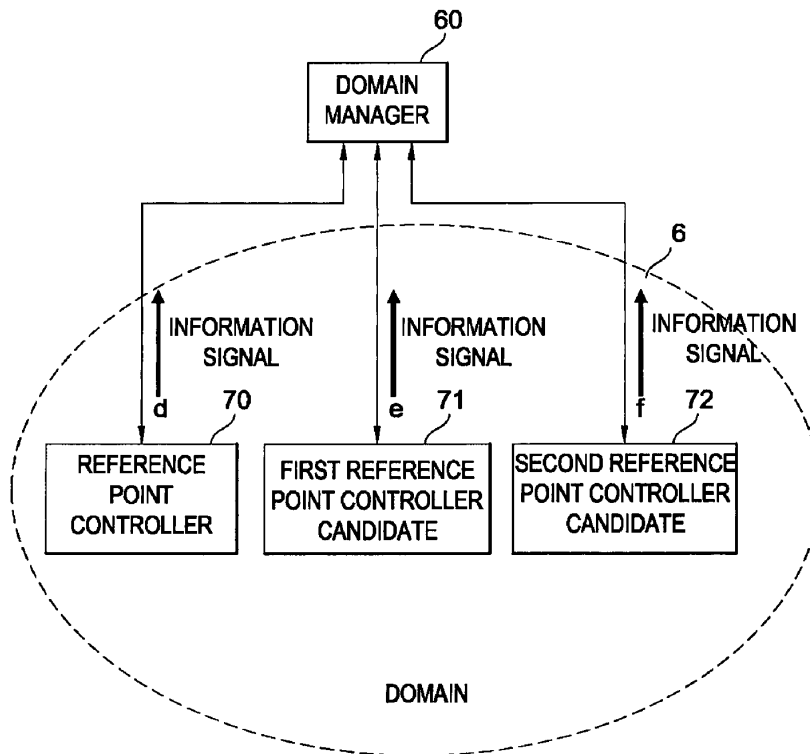 60
DOMAIN
MANAGER
6
INFORMATION
SIGNAL
INFORMATION
SIGNAL
INFORMATION
SIGNAL
d
70
e
71
f
72
REFERENCE
POINT
CONTROLLER
FIRST REFERENCE
POINT CONTROLLER
CANDIDATE
SECOND REFERENCE
POINT CONTROLLER
CANDIDATE
DOMAIN